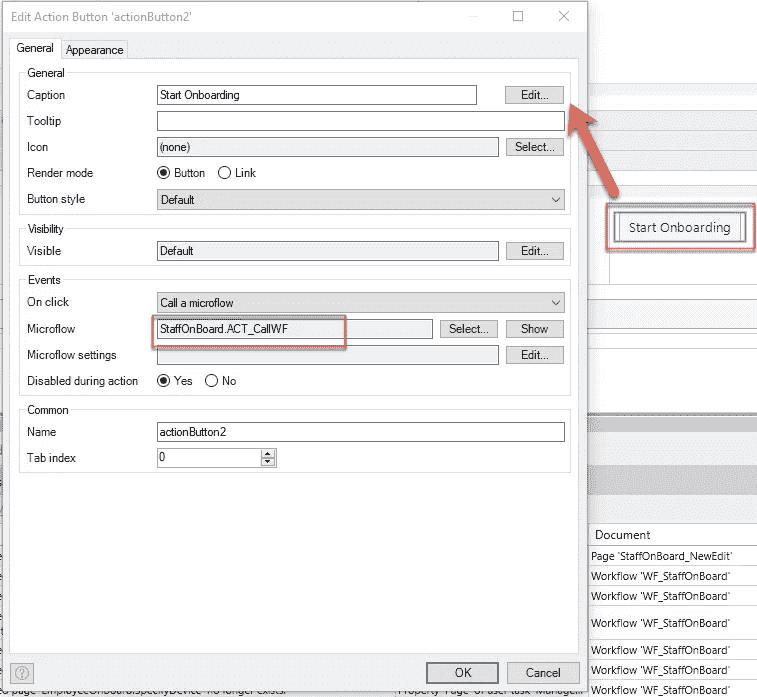 Edit Action Button 'actionButton2'
General
Appearance
General
Caption
Start Onboarding
Edit...
Tooltip
Icon
(none)
Select...
Render mode
Button
Link
Button style
Default
Start Onboarding
Visibility
Visible
Default
Edit...
Events
On click
Call a microflow
Microflow
StaffOnBoard.ACT_CallWF
Select...
Show
Microflow settings
Edit...
Disabled during action
Yes
No
Common
Name
actionButton2
Tab index
0
Document
Page 'StaffOnBoard_NewEdit'
Workflow 'WF_StaffOnBoard'
Workflow 'WF_StaffOnBoard'
Workflow 'WF_StaffOnBoard'
Workflow 'WF_StaffOnBoard'
Workflow 'WF_StaffOnBoard'
Workflow 'WF_StaffOnBoard'
OK
Cancel